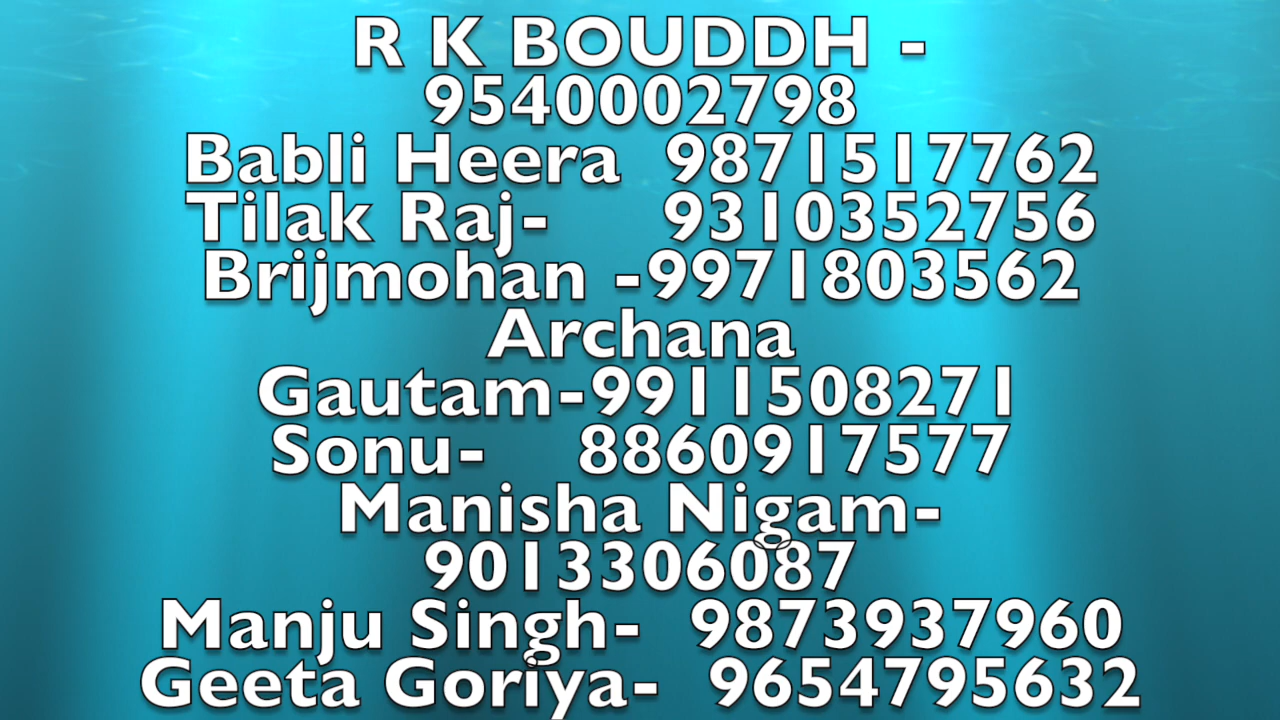 R K BOUDDH -
9540002798
Babli Heera 9871517762
Tilak Raj- 9310352756
Brijmohan -9971803562
Archana
Gautam-9911508271
Sonu- 8860917577
Manisha Nigam-
9013306087
Manju Singh- 9873937960
Geeta Goriya- 9654795632